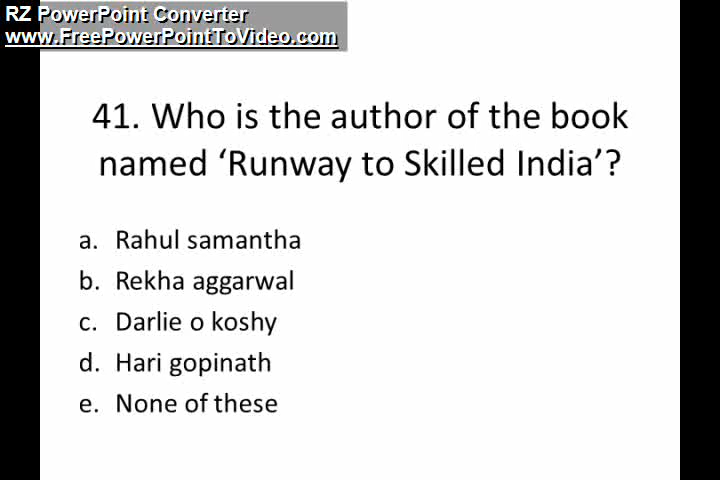 RZ PowerPoint Converter
www.FreePowerPointToVideo.com
41. Who is the author of the book
named ‘Runway to Skilled India’?
a. Rahul samantha
b. Rekha aggarwal
c. Darlie o koshy
d. Hari gopinath
e. None of these